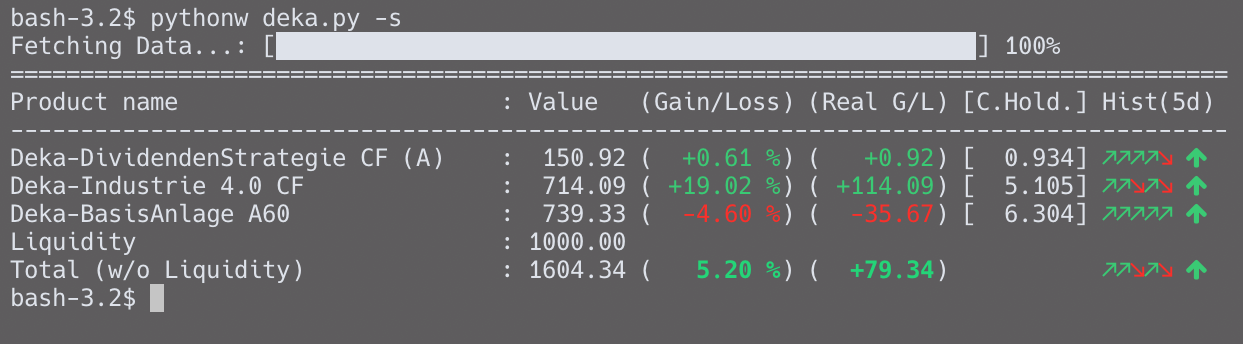 bash-3.2$ pythonw deka.py -s
Fetching Data...: [                                                  ] 100%
=======================================================================================
Product name                       : Value   (Gain/Loss) (Real G/L) [C.Hold.] Hist(5d)
---------------------------------------------------------------------------------------
Deka-DividendenStrategie CF (A)    :  150.92 (  +0.61 %) (   +0.92) [  0.934] ↗↗↗↗↘ ↑
Deka-Industrie 4.0 CF              :  714.09 ( +19.02 %) ( +114.09) [  5.105] ↗↗↘↗↘ ↑
Deka-BasisAnlage A60               :  739.33 (  -4.60 %) (  -35.67) [  6.304] ↗↗↗↗↗ ↑
Liquidity                          : 1000.00
Total (w/o Liquidity)              : 1604.34 (   5.20 %) (  +79.34)           ↗↗↘↗↘ ↑
bash-3.2$